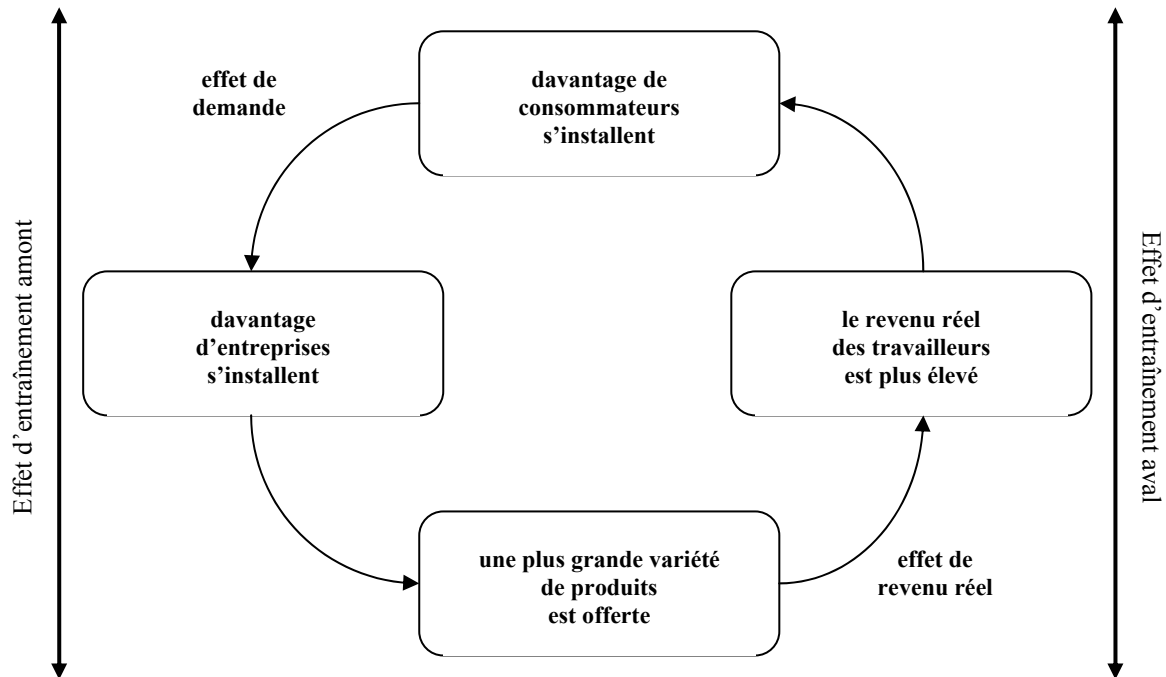 effet de
demande
davantage de
consommateurs
s’installent
Effet d’entraînement amont
davantage
d’entreprises
s’installent
le revenu réel
des travailleurs
est plus élevé
Effet d’entraînement aval
une plus grande variété
de produits
est offerte
effet de
revenu réel